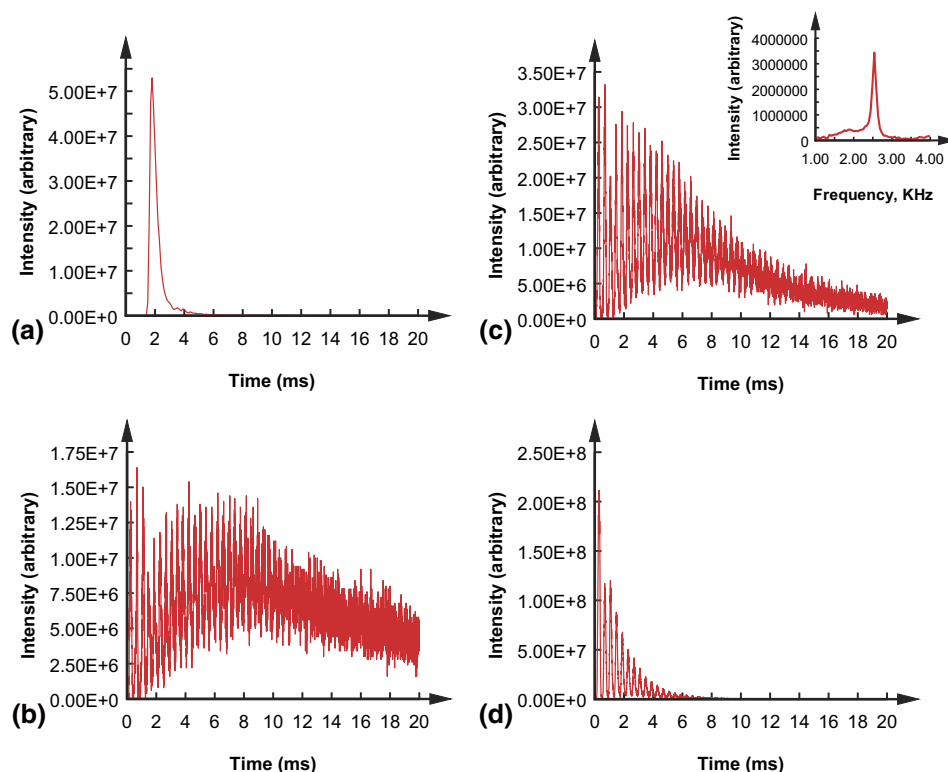 Intensity (arbitrary)
5.00E+7
4.00E+7
3.00E+7
2.00E+7
1.00E+7
0.00E+0
0 2 4 6 8 10 12 14 16 18 20
Time (ms)
(a)
Intensity (arbitrary)
3.50E+7
3.00E+7
2.50E+7
2.00E+7
1.50E+7
1.00E+7
5.00E+6
0.00E+0
0 2 4 6 8 10 12 14 16 18 20
Time (ms)
(c)
Intensity (arbitrary)
4000000
3000000
2000000
1000000
0
1.00 2.00 3.00 4.00
Frequency, KHz
Intensity (arbitrary)
1.75E+7
1.50E+7
1.25E+7
1.00E+7
7.50E+6
5.00E+6
2.50E+6
0.00E+0
0 2 4 6 8 10 12 14 16 18 20
Time (ms)
(b)
Intensity (arbitrary)
2.50E+8
2.00E+8
1.50E+8
1.00E+8
5.00E+7
0.00E+0
0 2 4 6 8 10 12 14 16 18 20
Time (ms)
(d)